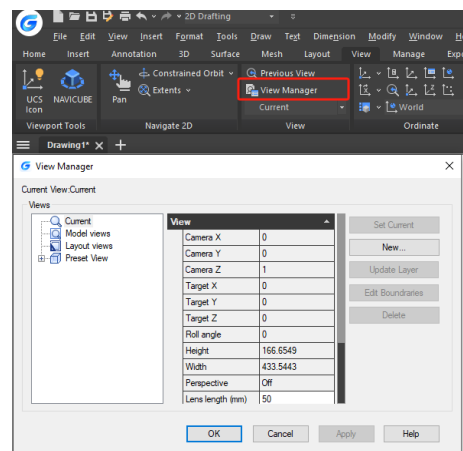 G 2D Drafting
File Edit View Insert Format Tools Draw Text Dimension Modify Window
Home Insert Annotation 3D Surface Mesh Layout View Manage
Constrained Orbit Previous View
UCS Icon NAVICUBE Pan Extents View Manager
Current World
Viewport Tools Navigate 2D View Ordinate
Drawing1*
G View Manager
Current View:Current
Views
Current
Model views
Layout views
Preset View
View
Camera X 0
Camera Y 0
Camera Z 1
Target X 0
Target Y 0
Target Z 0
Roll angle 0
Height 166.6549
Width 433.5443
Perspective Off
Lens length (mm) 50
Set Current
New...
Update Layer
Edit Boundranes
Delete
OK Cancel Apply Help